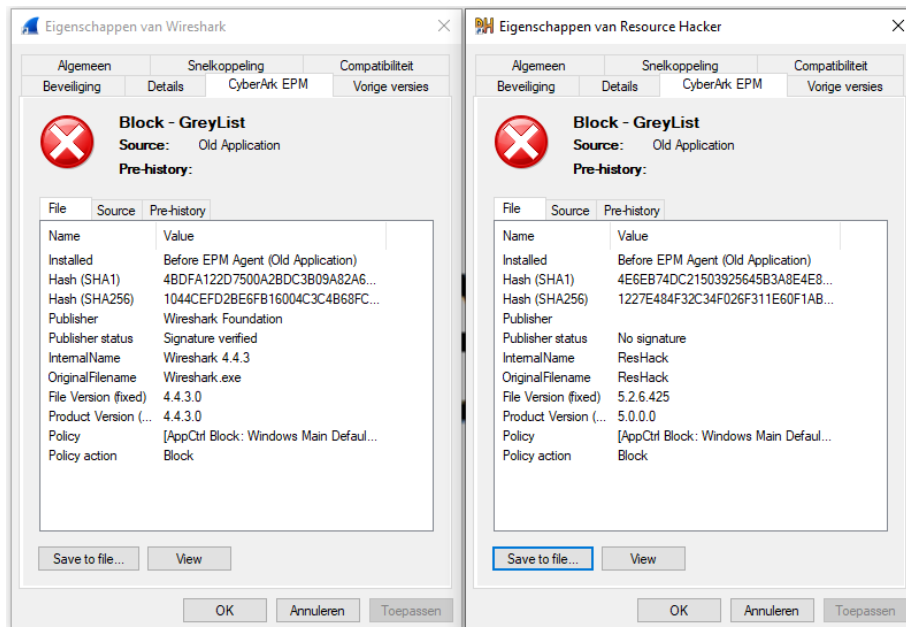 Eigenschappen van Wireshark
Algemeen Snelkoppeling Compatibiliteit
Beveiliging Details CyberArk EPM Vorige versies
Block - GreyList
Source: Old Application
Pre-history:
File Source Pre-history
Name Value
Installed Before EPM Agent (Old Application)
Hash (SHA1) 4BDFA122D7500A2BDC3B09A82A6...
Hash (SHA256) 1044CEFD2BE6FB16004C3C4B68FC...
Publisher Wireshark Foundation
Publisher status Signature verified
InternalName Wireshark 4.4.3
OriginalFilename Wireshark.exe
File Version (fixed) 4.4.3.0
Product Version (... 4.4.3.0
Policy [AppCtrl Block: Windows Main Defaul...
Policy action Block
Save to file... View
OK Annuleren Toepassen
Eigenschappen van Resource Hacker
Algemeen Snelkoppeling Compatibiliteit
Beveiliging Details CyberArk EPM Vorige versies
Block - GreyList
Source: Old Application
Pre-history:
File Source Pre-history
Name Value
Installed Before EPM Agent (Old Application)
Hash (SHA1) 4E6EB74DC21503925645B3A8E4E8...
Hash (SHA256) 1227E484F32C34F026F311E60F1AB...
Publisher
Publisher status No signature
InternalName ResHack
OriginalFilename ResHack
File Version (fixed) 5.2.6.425
Product Version (... 5.0.0.0
Policy [AppCtrl Block: Windows Main Defaul...
Policy action Block
Save to file... View
OK Annuleren Toepassen